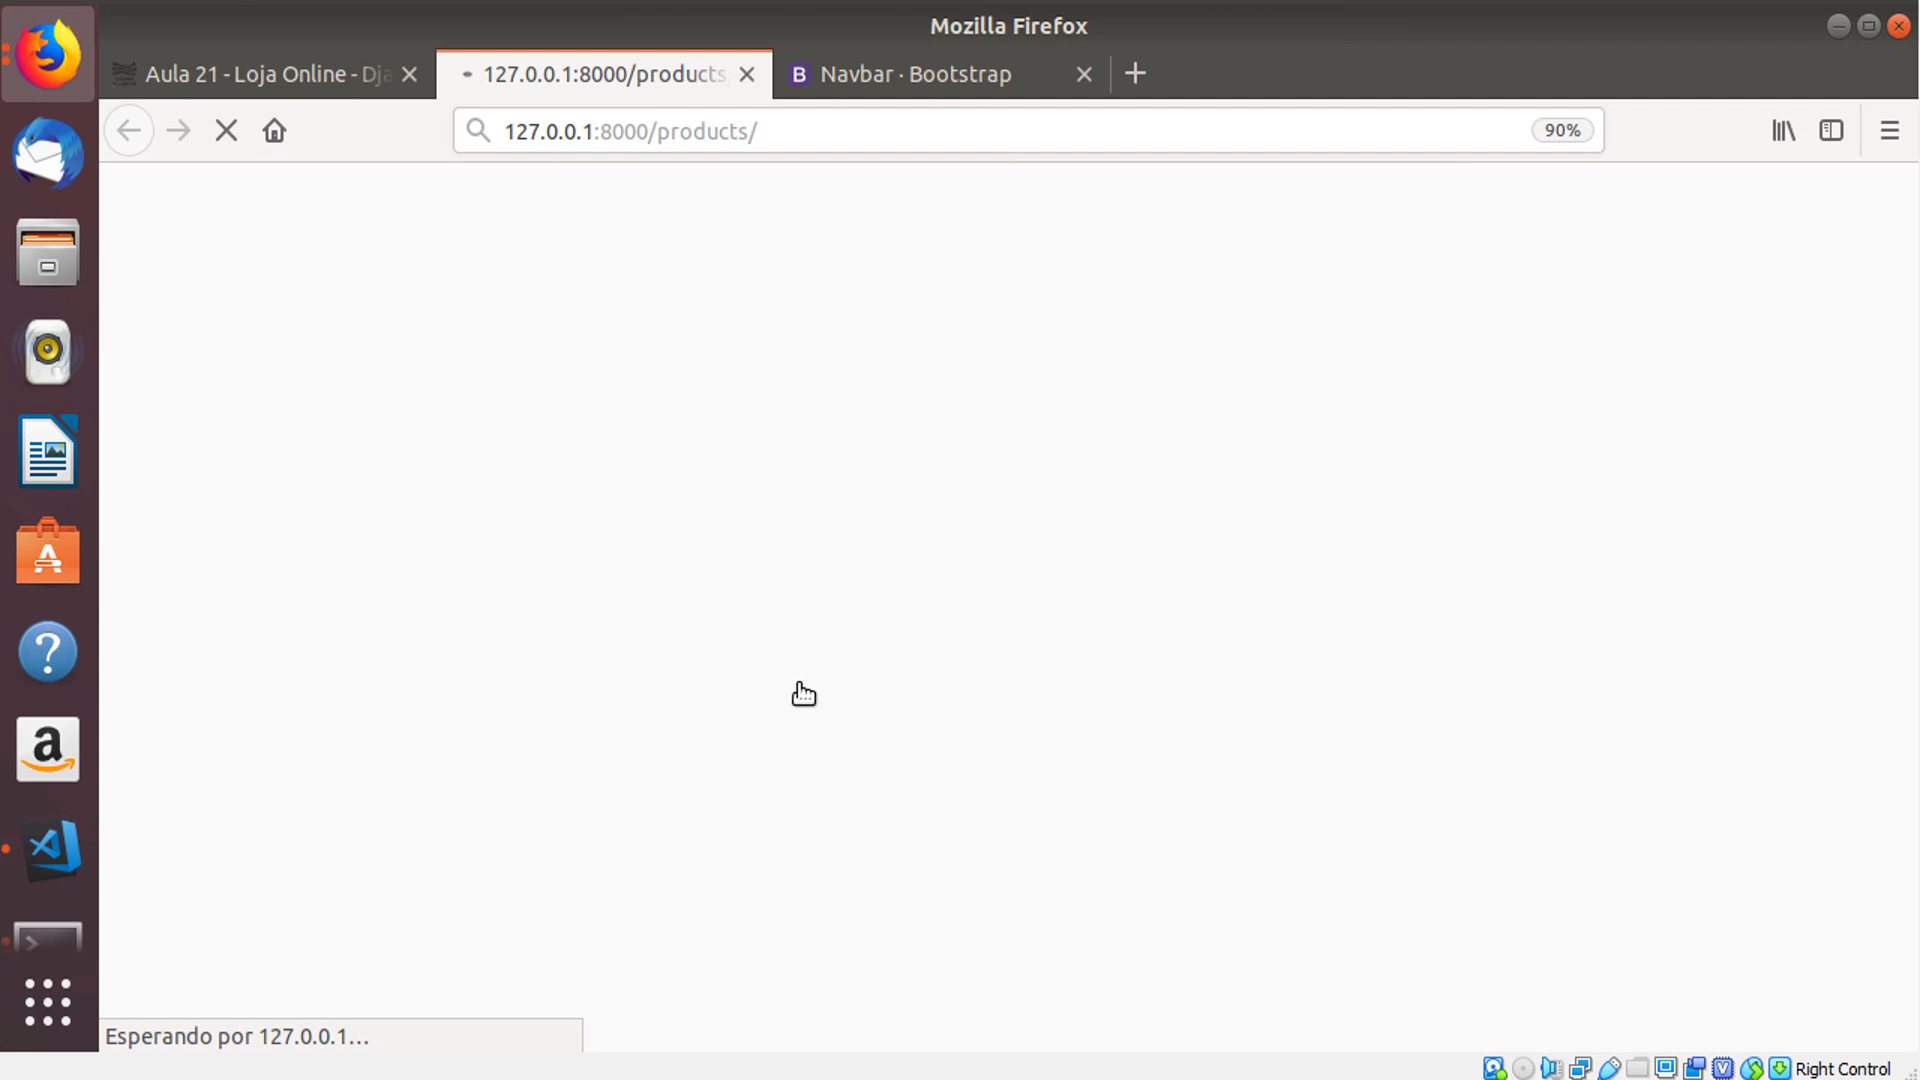 Mozilla Firefox
Aula 21 - Loja Online - Dja
127.0.0.1:8000/products
B Navbar · Bootstrap
127.0.0.1:8000/products/
90%
Esperando por 127.0.0.1...
Right Control